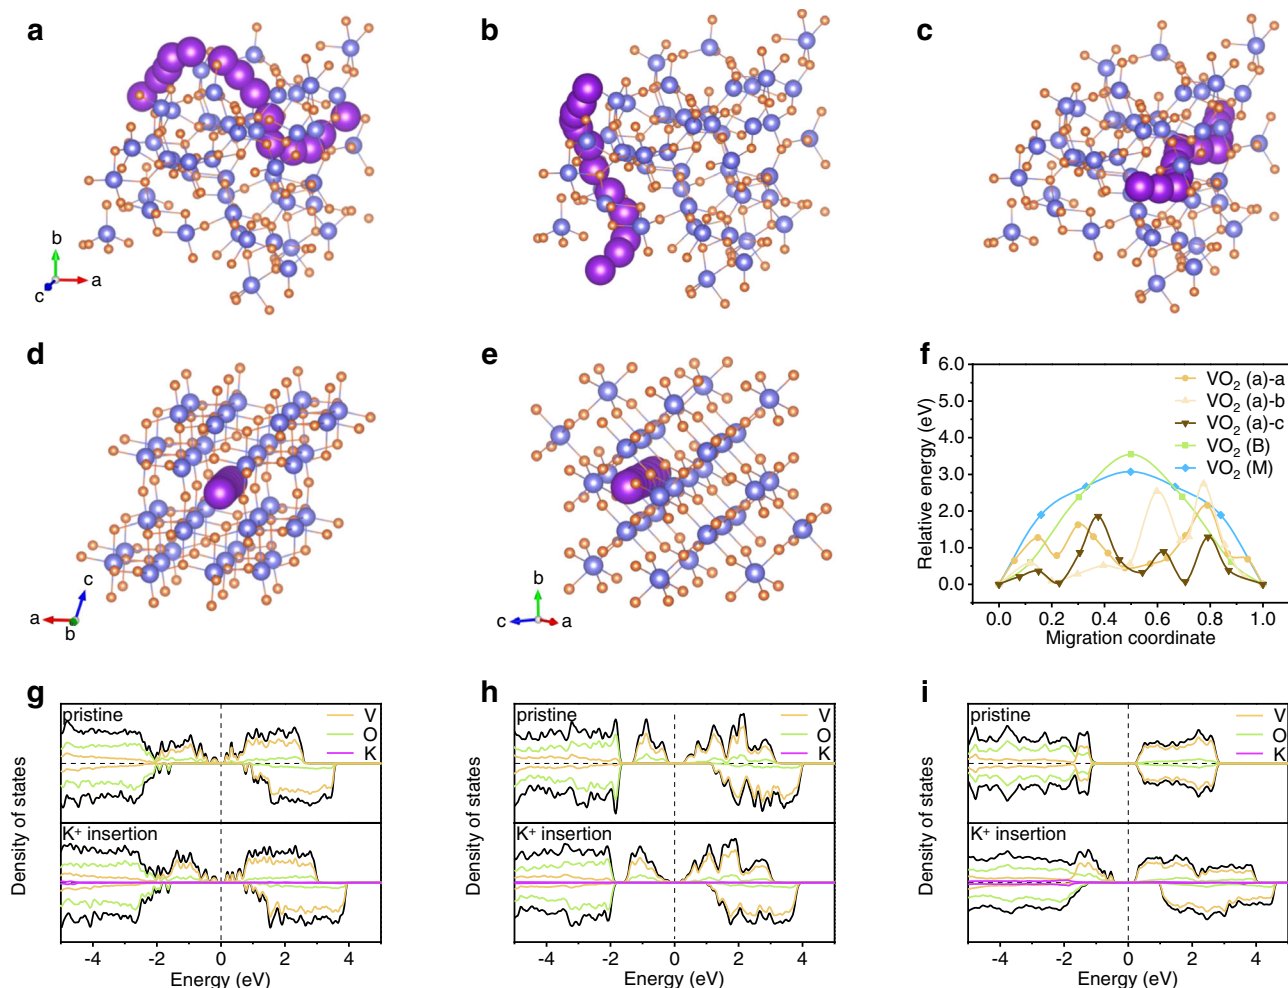 a
b
c
b
a
c
d
e
f
c
a
b
b
c
a
6.0
5.0
4.0
3.0
2.0
1.0
0.0
Relative energy (eV)
VO₂ (a)-a
VO₂ (a)-b
VO₂ (a)-c
VO₂ (B)
VO₂ (M)
0.0 0.2 0.4 0.6 0.8 1.0
Migration coordinate
g
h
i
pristine
V
O
K
K⁺ insertion
Density of states
-4 -2 0 2 4
Energy (eV)
pristine
V
O
K
K⁺ insertion
Density of states
-4 -2 0 2 4
Energy (eV)
pristine
V
O
K
K⁺ insertion
Density of states
-4 -2 0 2 4
Energy (eV)